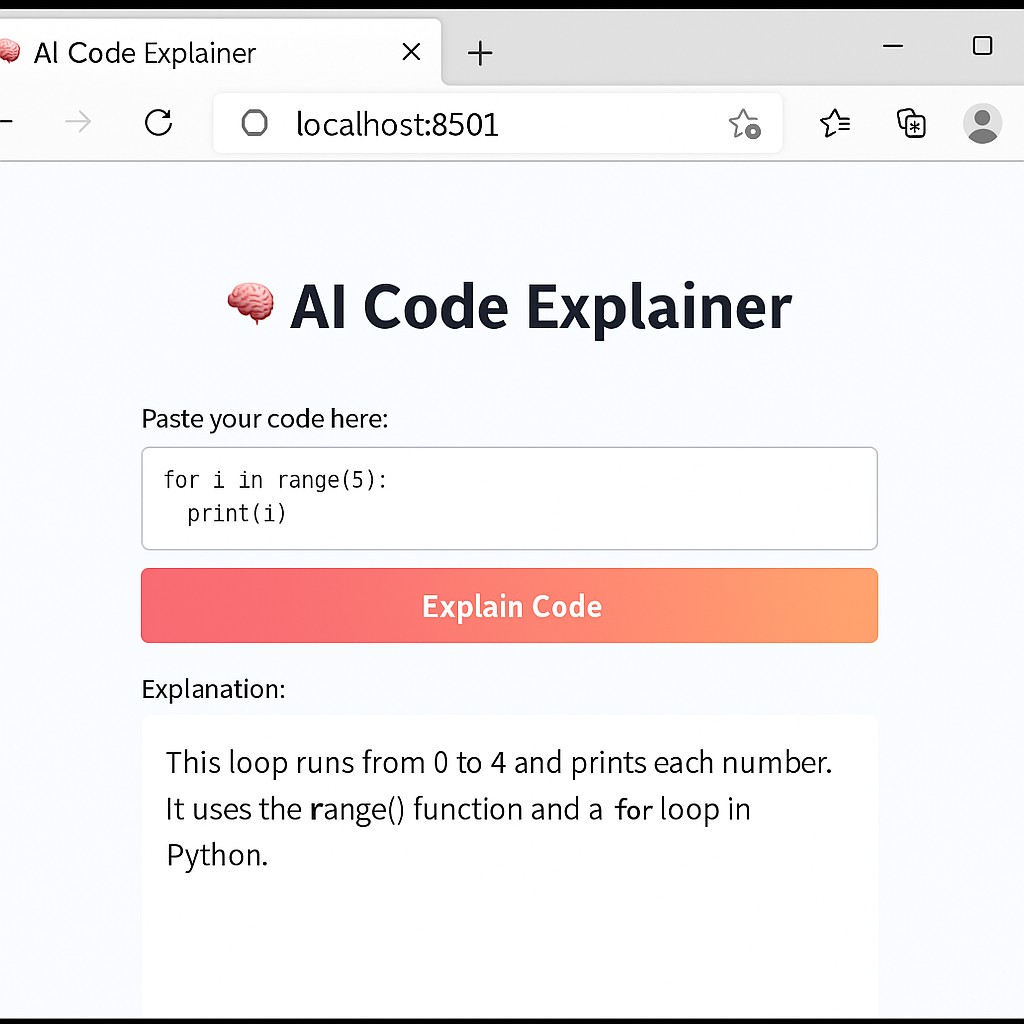 AI Code Explainer
localhost:8501
🧠 AI Code Explainer
Paste your code here:
for i in range(5):
  print(i)
Explain Code
Explanation:
This loop runs from 0 to 4 and prints each number.
It uses the range() function and a for loop in
Python.